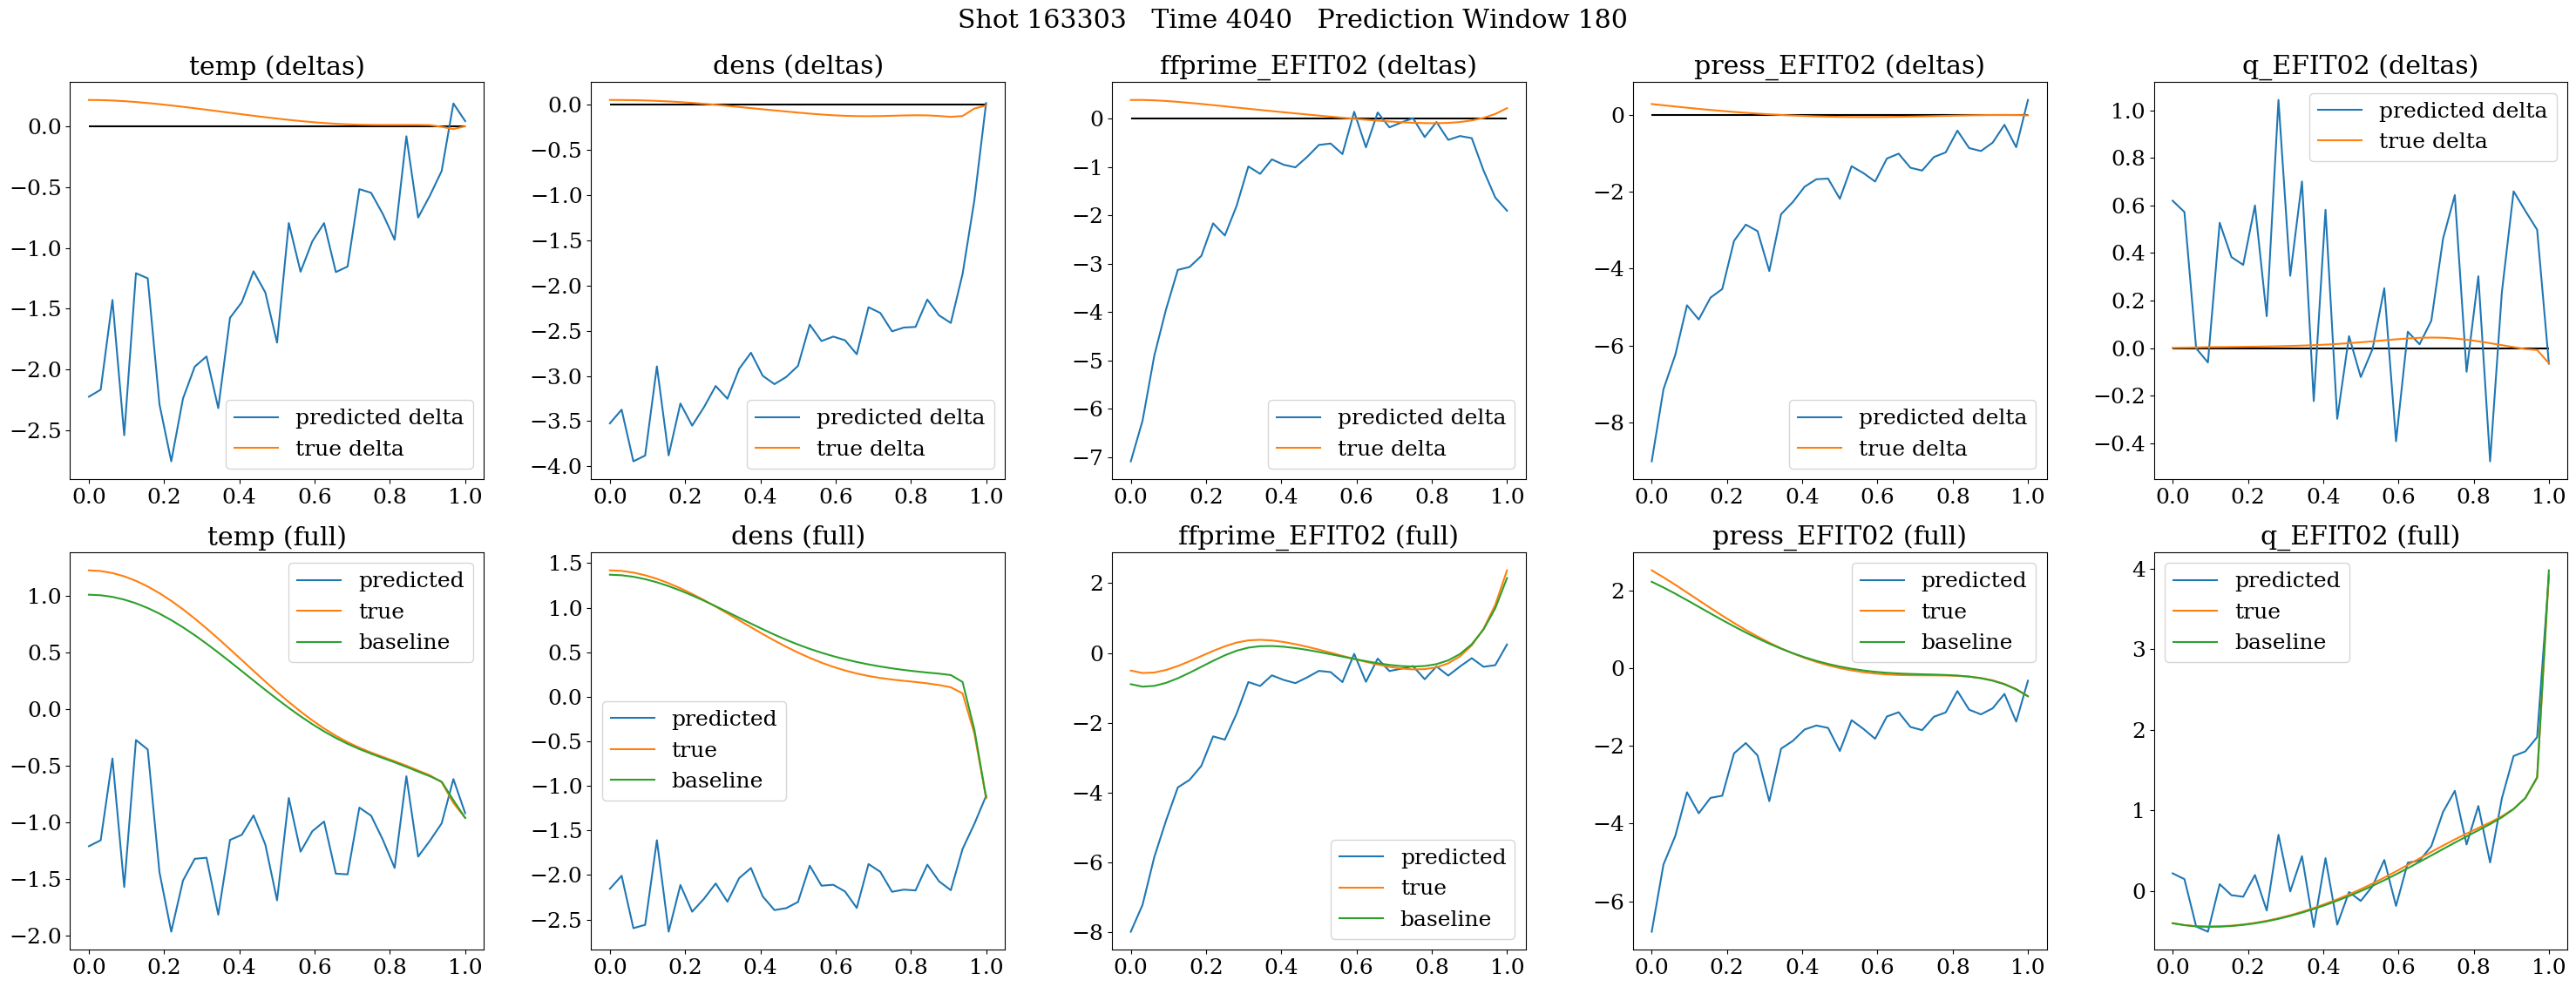 Shot 163303   Time 4040   Prediction Window 180
temp (deltas)
0.0
−0.5
−1.0
−1.5
−2.0
−2.5
0.0 0.2 0.4 0.6 0.8 1.0
predicted delta
true delta
dens (deltas)
0.0
−0.5
−1.0
−1.5
−2.0
−2.5
−3.0
−3.5
−4.0
0.0 0.2 0.4 0.6 0.8 1.0
predicted delta
true delta
ffprime_EFIT02 (deltas)
0
−1
−2
−3
−4
−5
−6
−7
0.0 0.2 0.4 0.6 0.8 1.0
predicted delta
true delta
press_EFIT02 (deltas)
0
−2
−4
−6
−8
0.0 0.2 0.4 0.6 0.8 1.0
predicted delta
true delta
q_EFIT02 (deltas)
1.0
0.8
0.6
0.4
0.2
0.0
−0.2
−0.4
0.0 0.2 0.4 0.6 0.8 1.0
predicted delta
true delta
temp (full)
1.0
0.5
0.0
−0.5
−1.0
−1.5
−2.0
0.0 0.2 0.4 0.6 0.8 1.0
predicted
true
baseline
dens (full)
1.5
1.0
0.5
0.0
−0.5
−1.0
−1.5
−2.0
−2.5
0.0 0.2 0.4 0.6 0.8 1.0
predicted
true
baseline
ffprime_EFIT02 (full)
2
0
−2
−4
−6
−8
0.0 0.2 0.4 0.6 0.8 1.0
predicted
true
baseline
press_EFIT02 (full)
2
0
−2
−4
−6
0.0 0.2 0.4 0.6 0.8 1.0
predicted
true
baseline
q_EFIT02 (full)
4
3
2
1
0
0.0 0.2 0.4 0.6 0.8 1.0
predicted
true
baseline